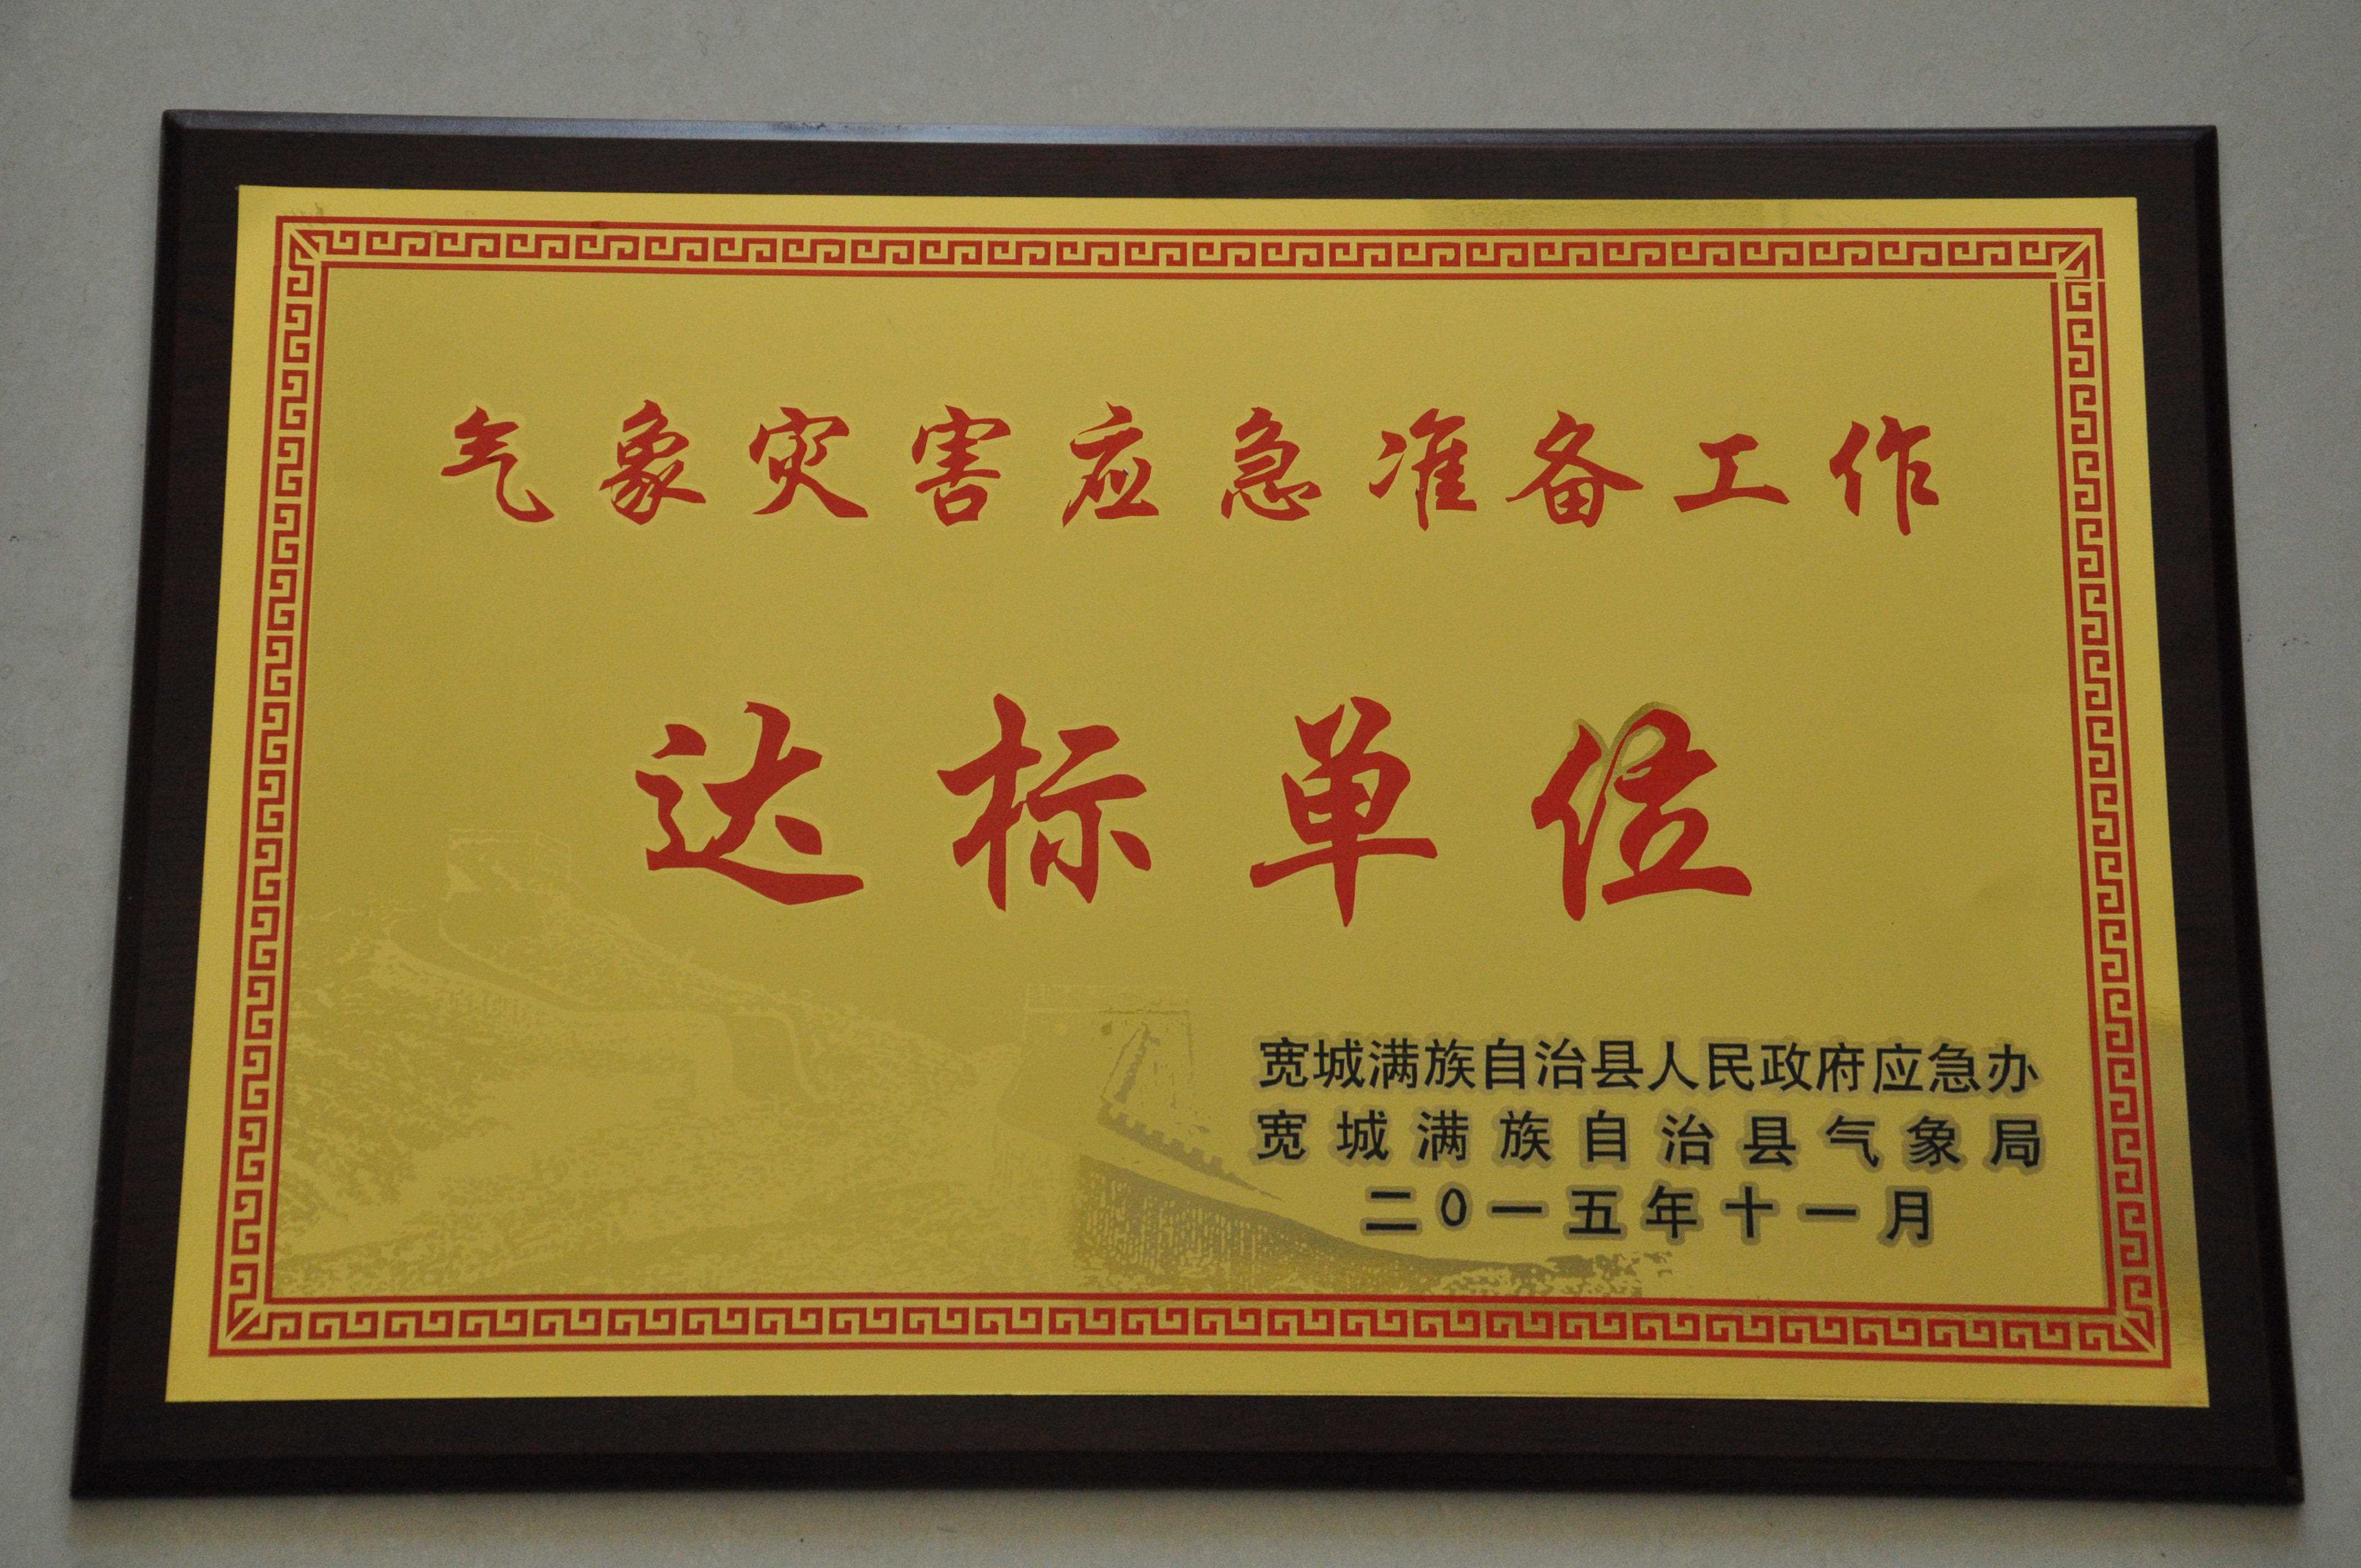 气象灾害应急准备工作
达标单位
宽城满族自治县人民政府应急办
宽城满族自治县气象局
二0一五年十一月